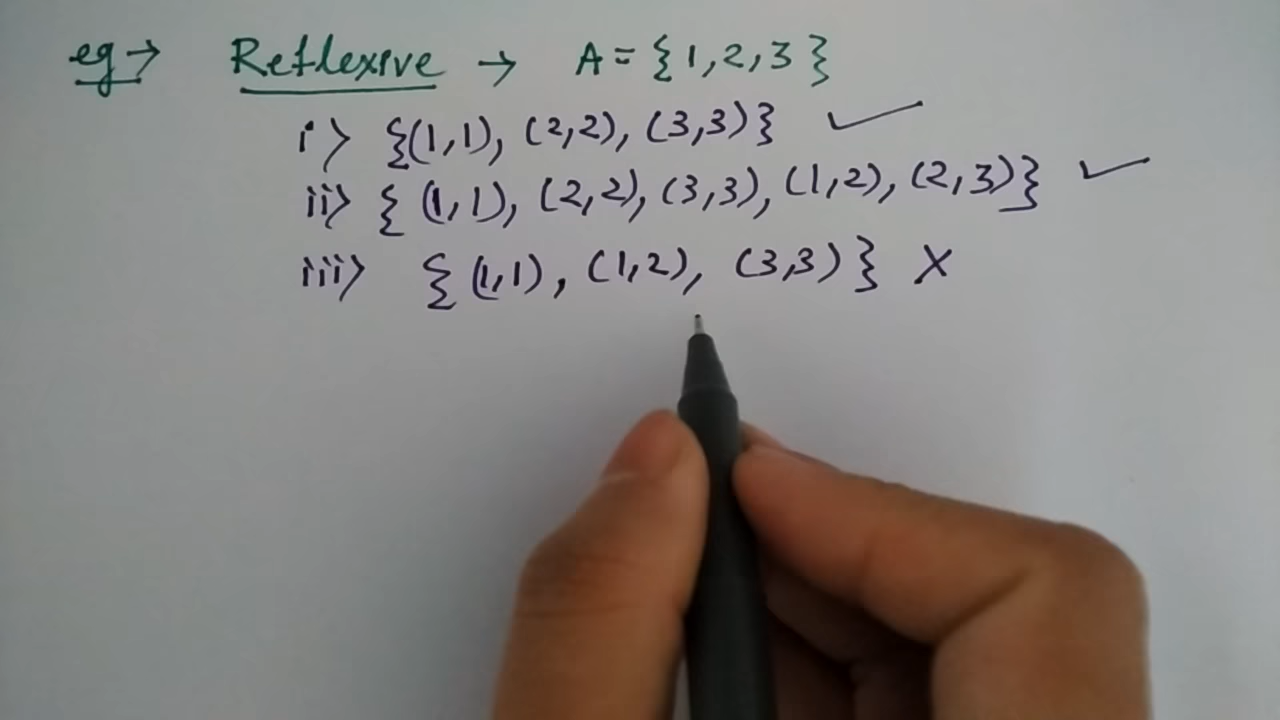 eg → Reflexive → A = {1, 2, 3}
i> {(1,1), (2,2), (3,3)} ✓
ii> {(1,1), (2,2), (3,3), (1,2), (2,3)} ✓
iii> {(1,1), (1,2), (3,3)} X